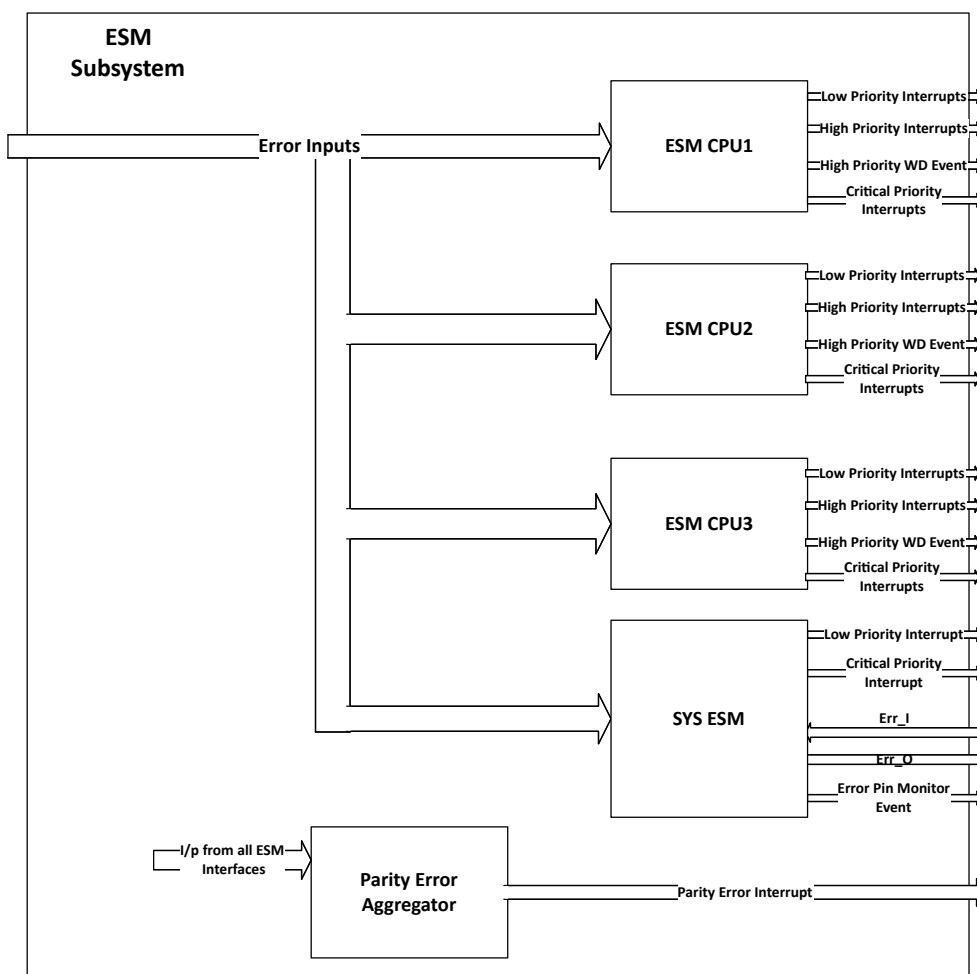 ESM
Subsystem
Error Inputs
ESM CPU1
Low Priority Interrupts
High Priority Interrupts
High Priority WD Event
Critical Priority
Interrupts
ESM CPU2
Low Priority Interrupts
High Priority Interrupts
High Priority WD Event
Critical Priority
Interrupts
ESM CPU3
Low Priority Interrupts
High Priority Interrupts
High Priority WD Event
Critical Priority
Interrupts
SYS ESM
Low Priority Interrupt
Critical Priority
Interrupt
Err_I
Err_O
Error Pin Monitor
Event
I/p from all ESM
Interfaces
Parity Error
Aggregator
Parity Error Interrupt